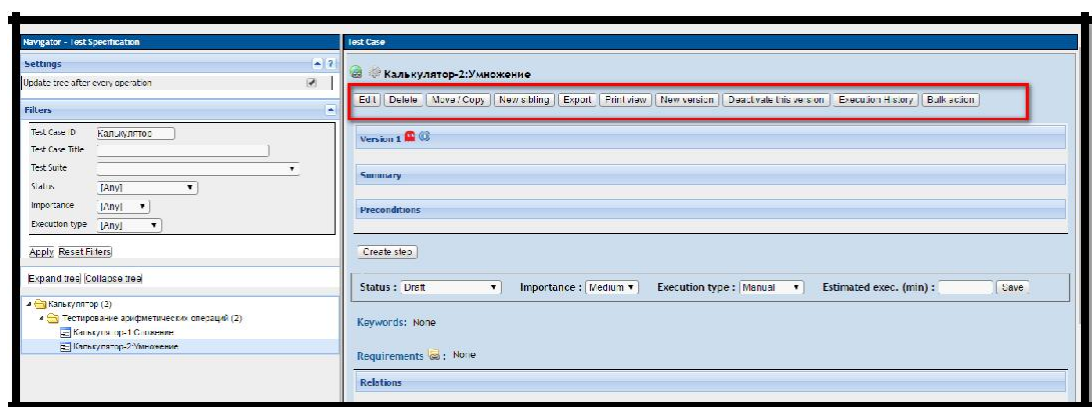 Navigator - Test Specification
Settings
?
Update tree after every operation
Filters
Test Case ID
Калькулятор
Test Case Title
Test Suite
Status
[Any]
Importance
[Any]
Execution type
[Any]
Apply Reset Filters
Expand tree Collapse tree
Калькулятор (2)
Тестирование арифметических операций (2)
Калькулятор-1:Сложение
Калькулятор-2:Умножение
Test Case
Калькулятор-2:Умножение
Edit Delete Move / Copy New sibling Export Print view New version Deactivate this version Execution History Bulk action
Version 1
Summary
Preconditions
Create step
Status : Draft Importance : Medium Execution type : Manual Estimated exec. (min) : Save
Keywords: None
Requirements : None
Relations